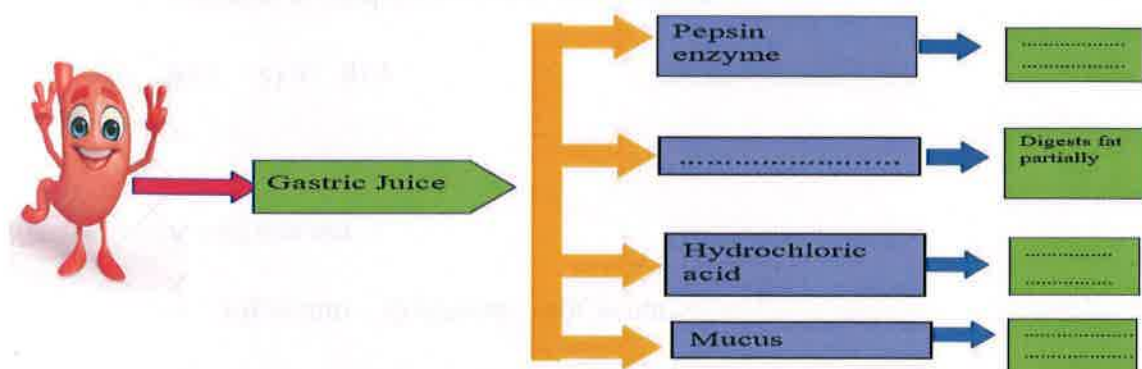 Pepsin
enzyme
..................
..................
............................
Digests fat
partially
Gastric Juice
Hydrochloric
acid
...............
...............
Mucus
....................
....................